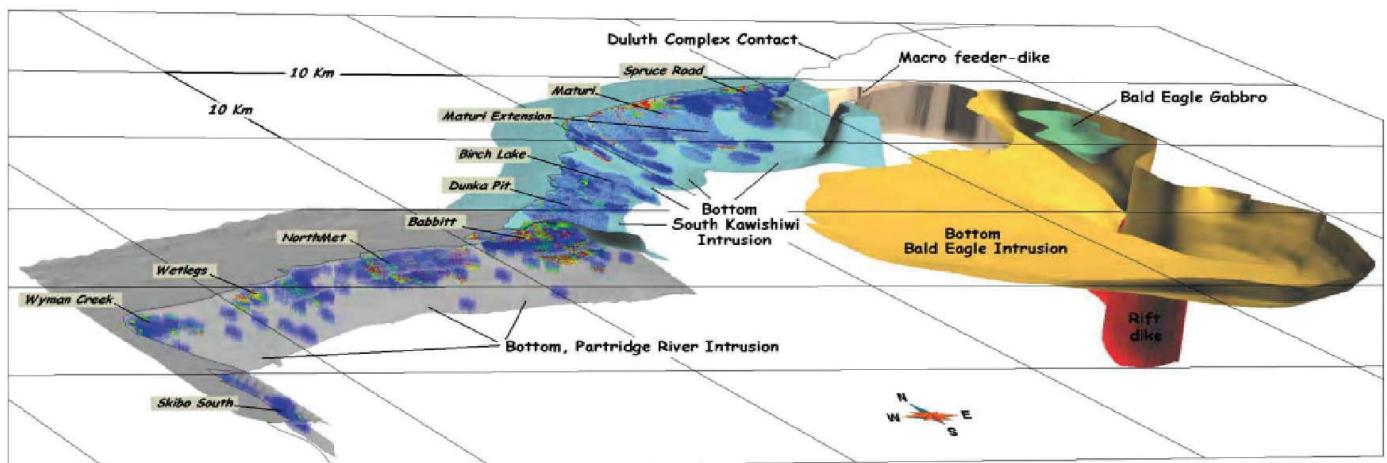 Duluth Complex Contact
Macro feeder-dike
Bald Eagle Gabbro
10 Km
10 Km
Spruce Road
Maturi
Maturi Extension
Birch Lake
Dunka Pit
Babbitt
NorthMet
Wetlegs
Wyman Creek
Skibo South
Bottom
South Kawishiwi
Intrusion
Bottom
Bald Eagle Intrusion
Rift
dike
Bottom, Partridge River Intrusion
N
W
E
S